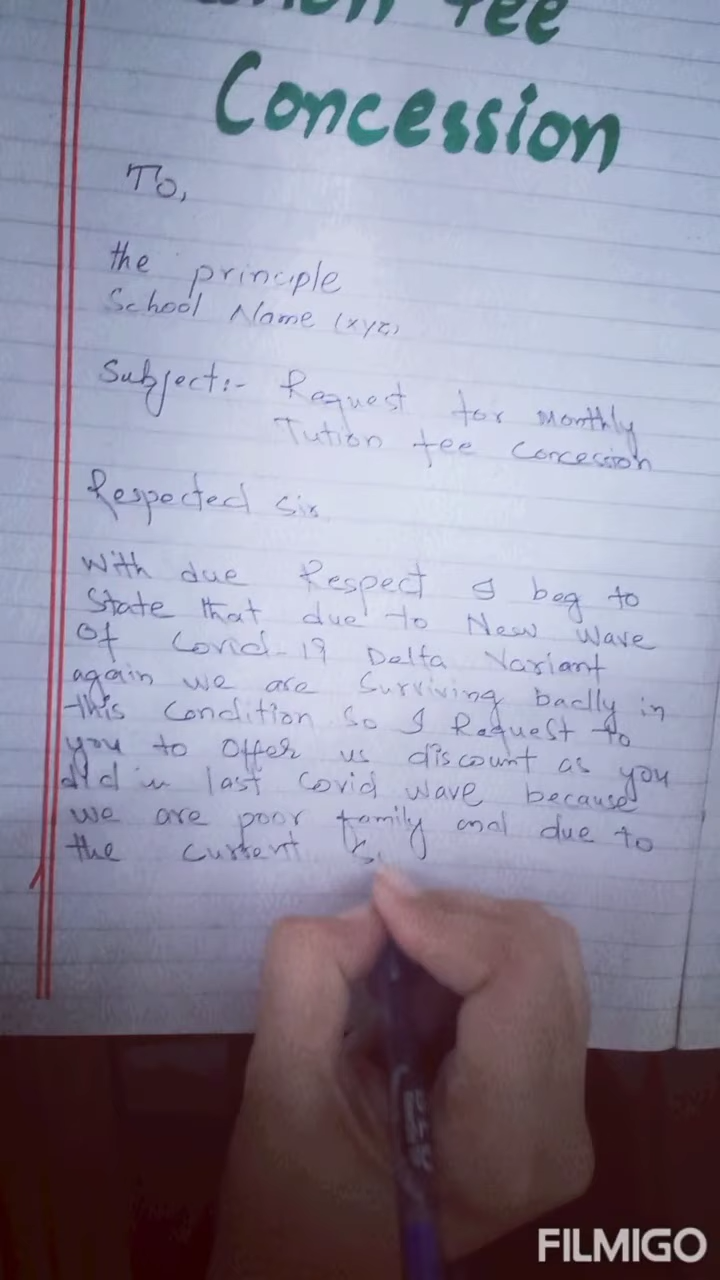 fee
Concession
To,
the principle
School Name (xyz)
Subject:- Request for monthly
Tution fee concession
Respected Sir
With due Respect I beg to
State that due to New wave
Of Covid-19 Delta Variant
again we are Surviving badly in
this Condition So I Request to
you to Offer us discount as you
did in last Covid wave because
we are poor family and due to
the current Si
FILMIGO